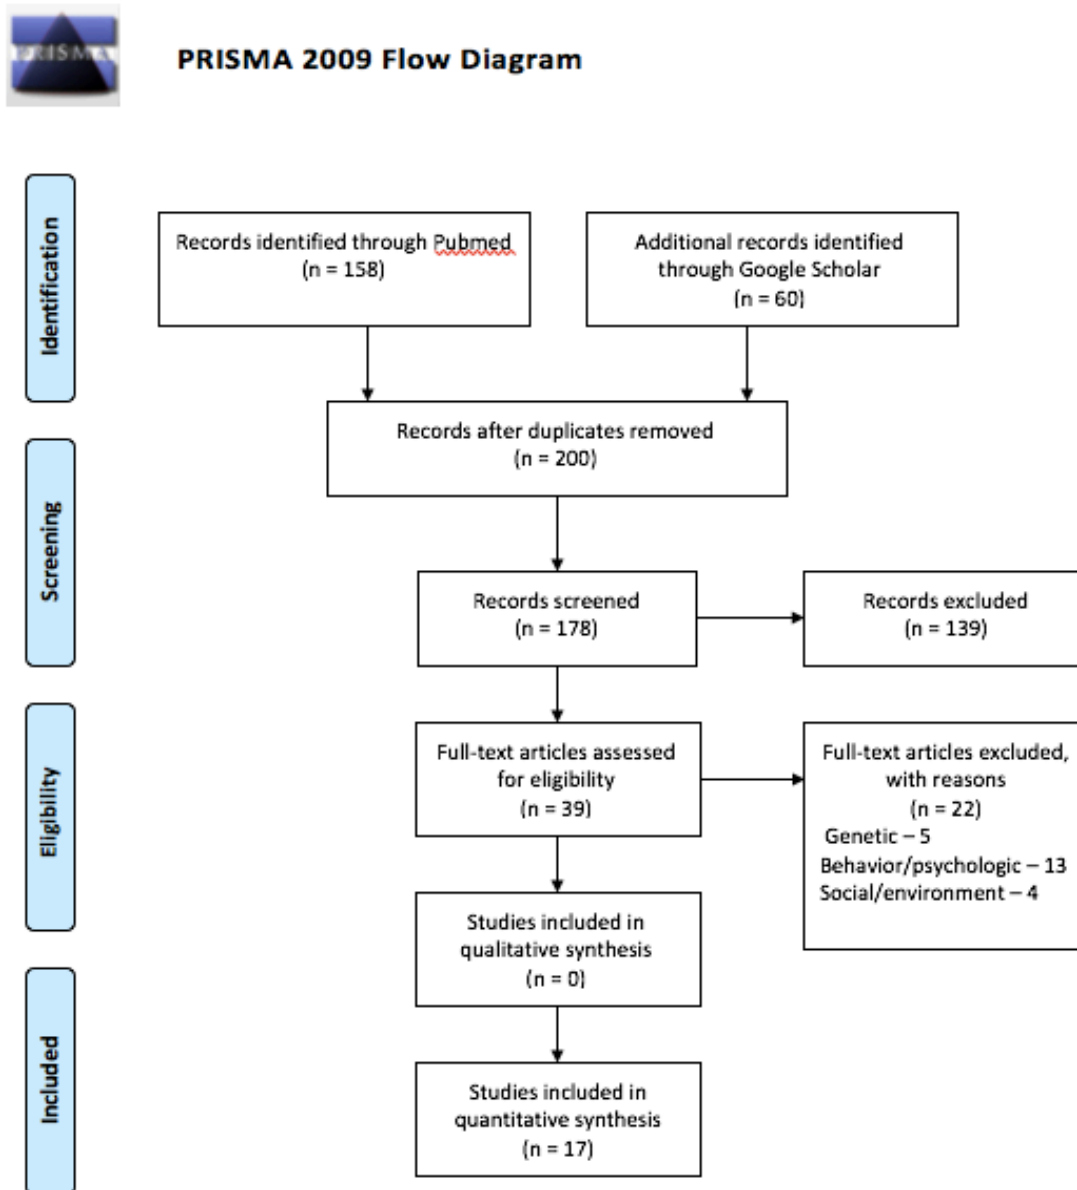 PRISMA
PRISMA 2009 Flow Diagram
Identification
Records identified through Pubmed
(n = 158)
Additional records identified
through Google Scholar
(n = 60)
Records after duplicates removed
(n = 200)
Screening
Records screened
(n = 178)
Records excluded
(n = 139)
Eligibility
Full-text articles assessed
for eligibility
(n = 39)
Full-text articles excluded,
with reasons
(n = 22)
Genetic – 5
Behavior/psychologic – 13
Social/environment – 4
Studies included in
qualitative synthesis
(n = 0)
Included
Studies included in
quantitative synthesis
(n = 17)